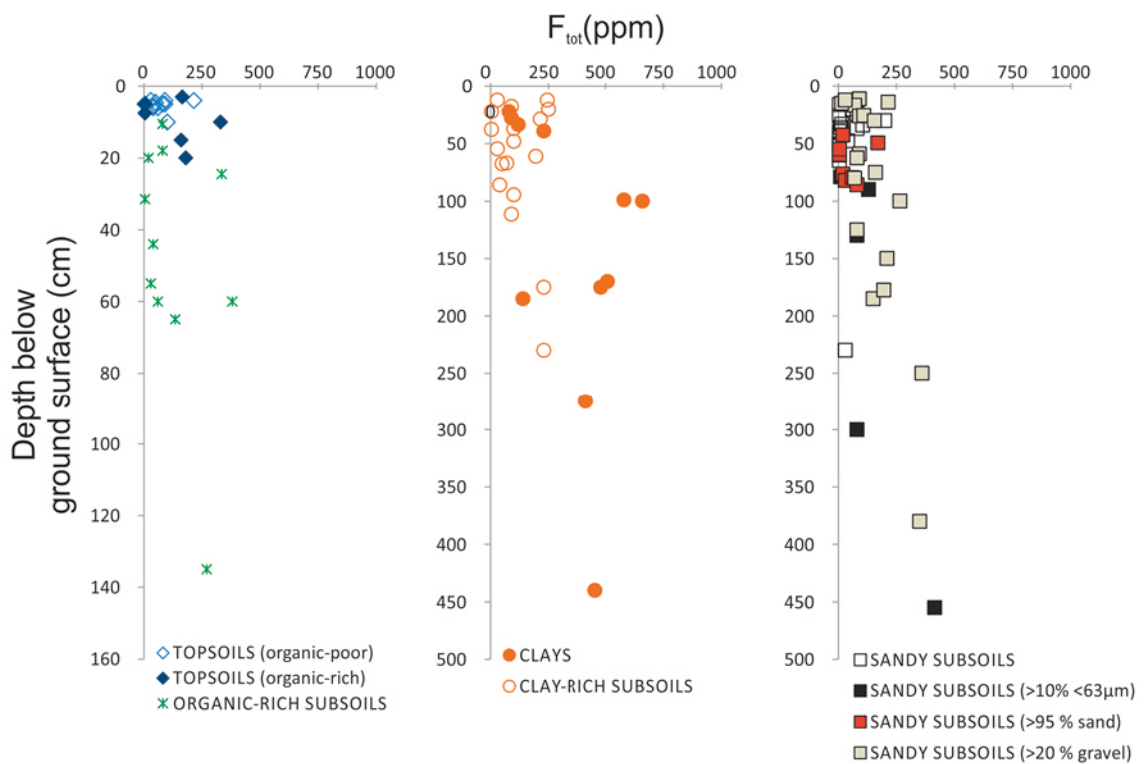 F_tot(ppm)
0 250 500 750 1000
0 250 500 750 1000
0 250 500 750 1000
0
20
40
60
80
100
120
140
160
Depth below
ground surface (cm)
TOPSOILS (organic-poor)
TOPSOILS (organic-rich)
ORGANIC-RICH SUBSOILS
0
50
100
150
200
250
300
350
400
450
500
0
CLAYS
CLAY-RICH SUBSOILS
0
50
100
150
200
250
300
350
400
450
500
SANDY SUBSOILS
SANDY SUBSOILS (>10% <63µm)
SANDY SUBSOILS (>95 % sand)
SANDY SUBSOILS (>20 % gravel)